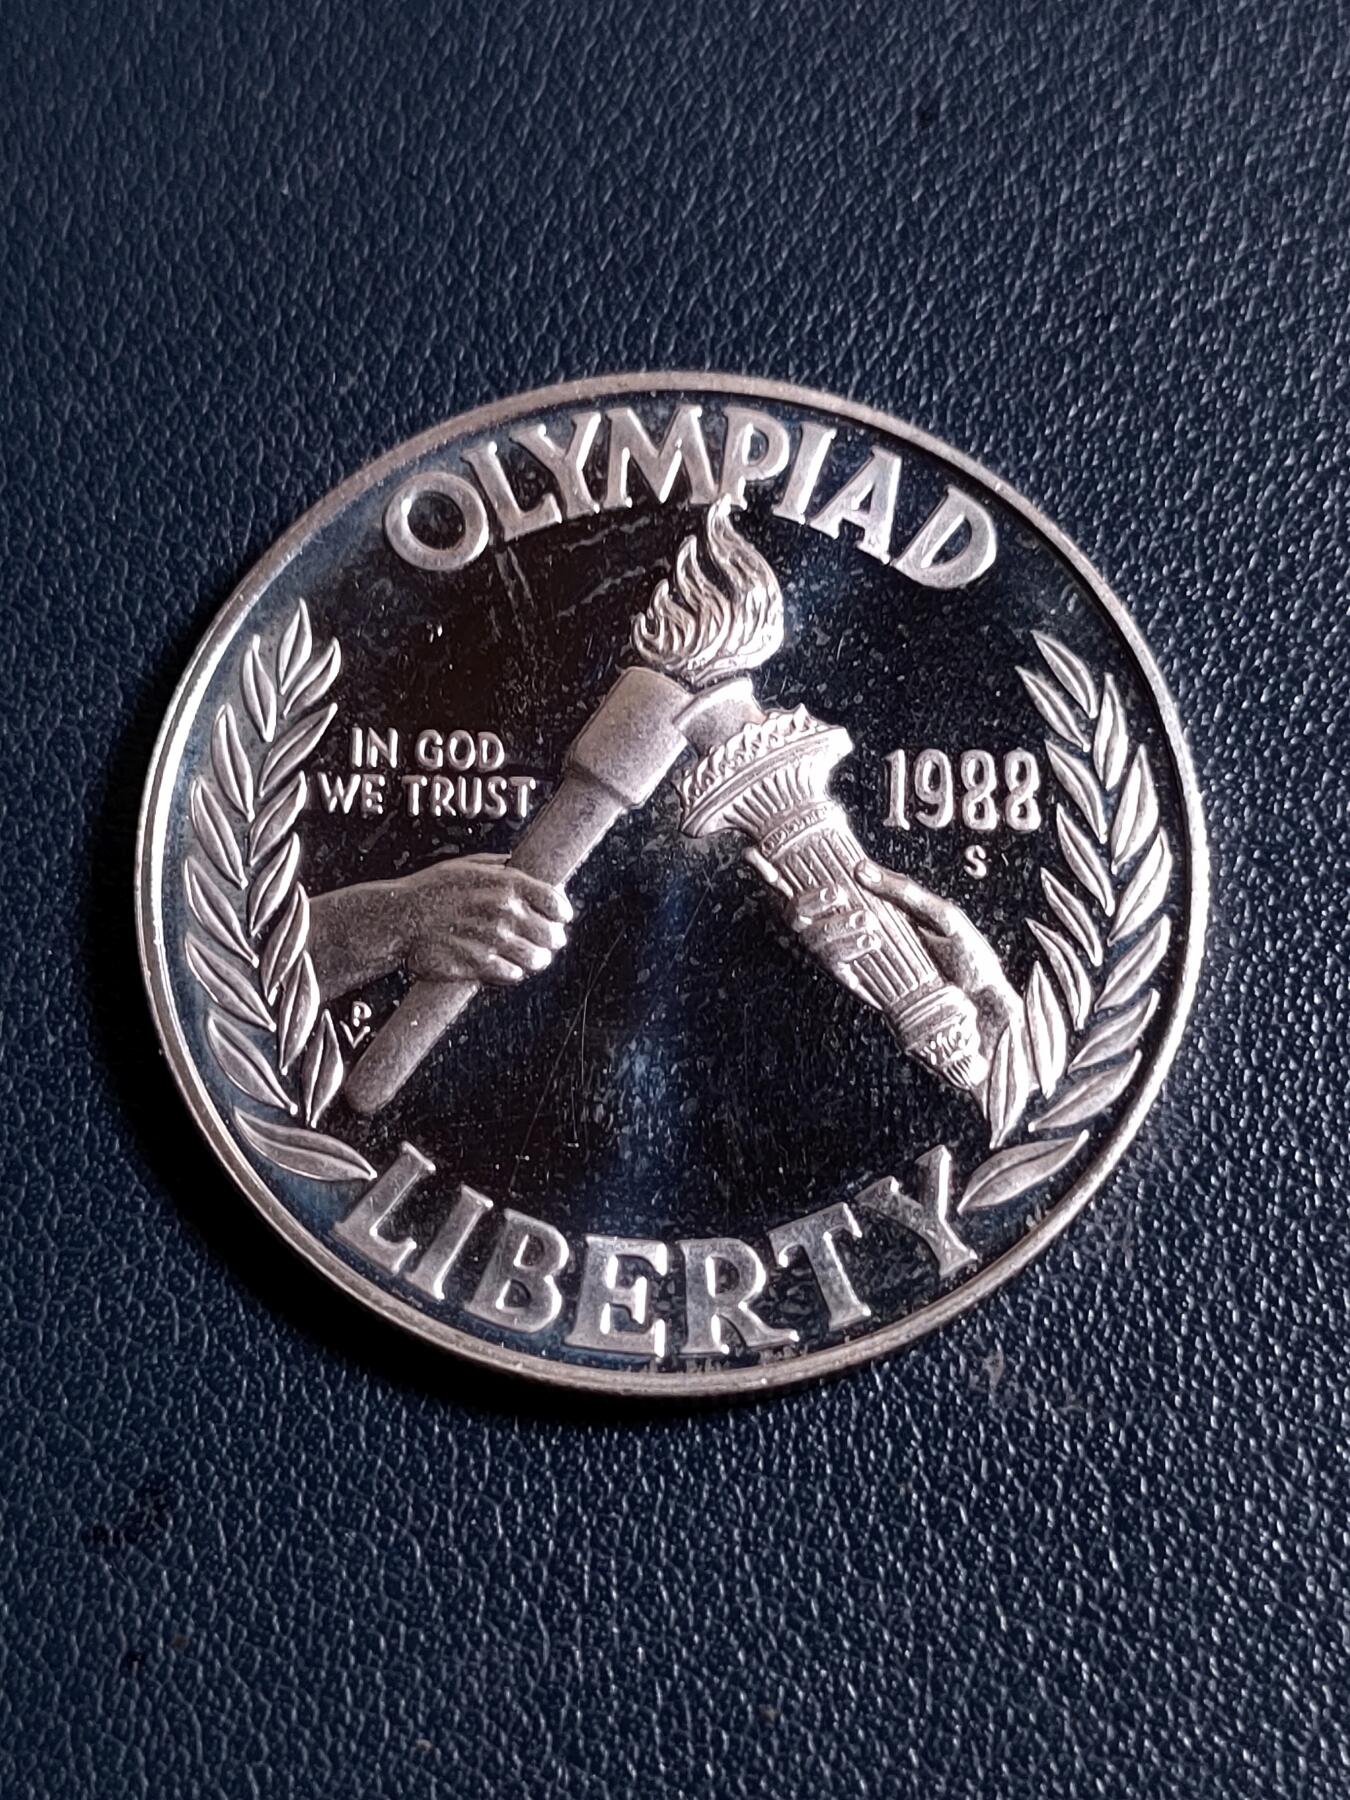 OLYMPIAD
IN GOD
WE TRUST
1988
S
P
LIBERTY